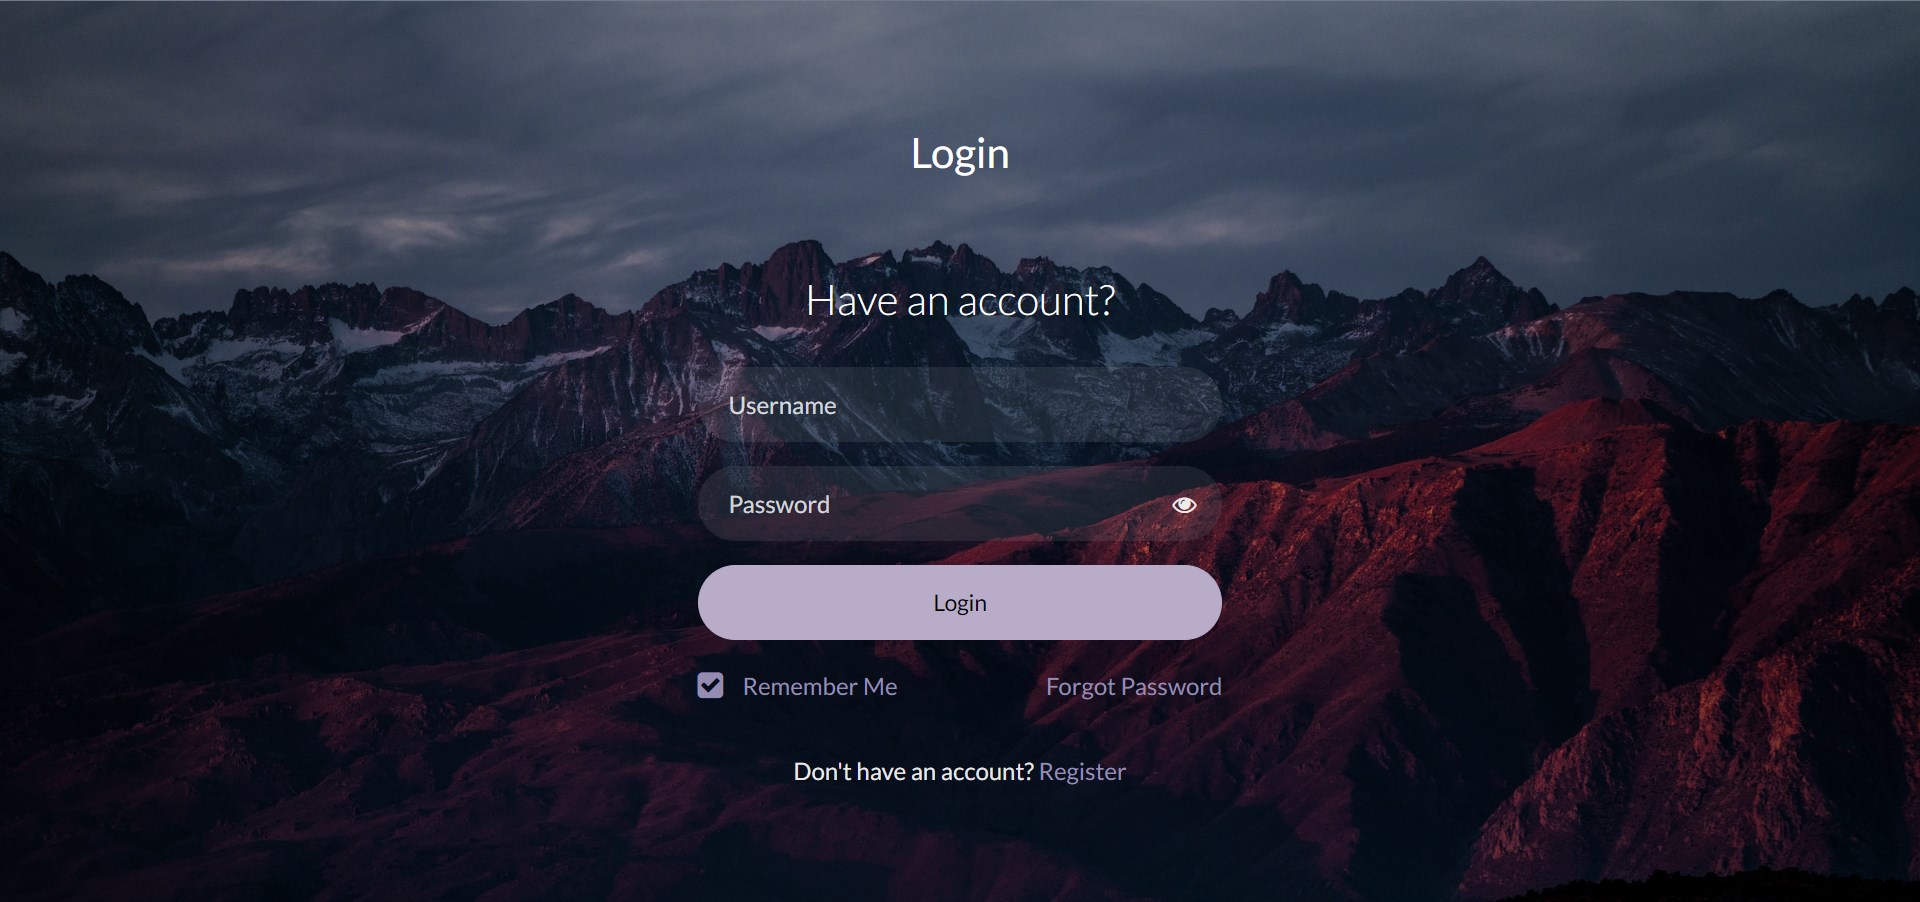 Login
Have an account?
Username
Password
Login
Remember Me
Forgot Password
Don't have an account? Register